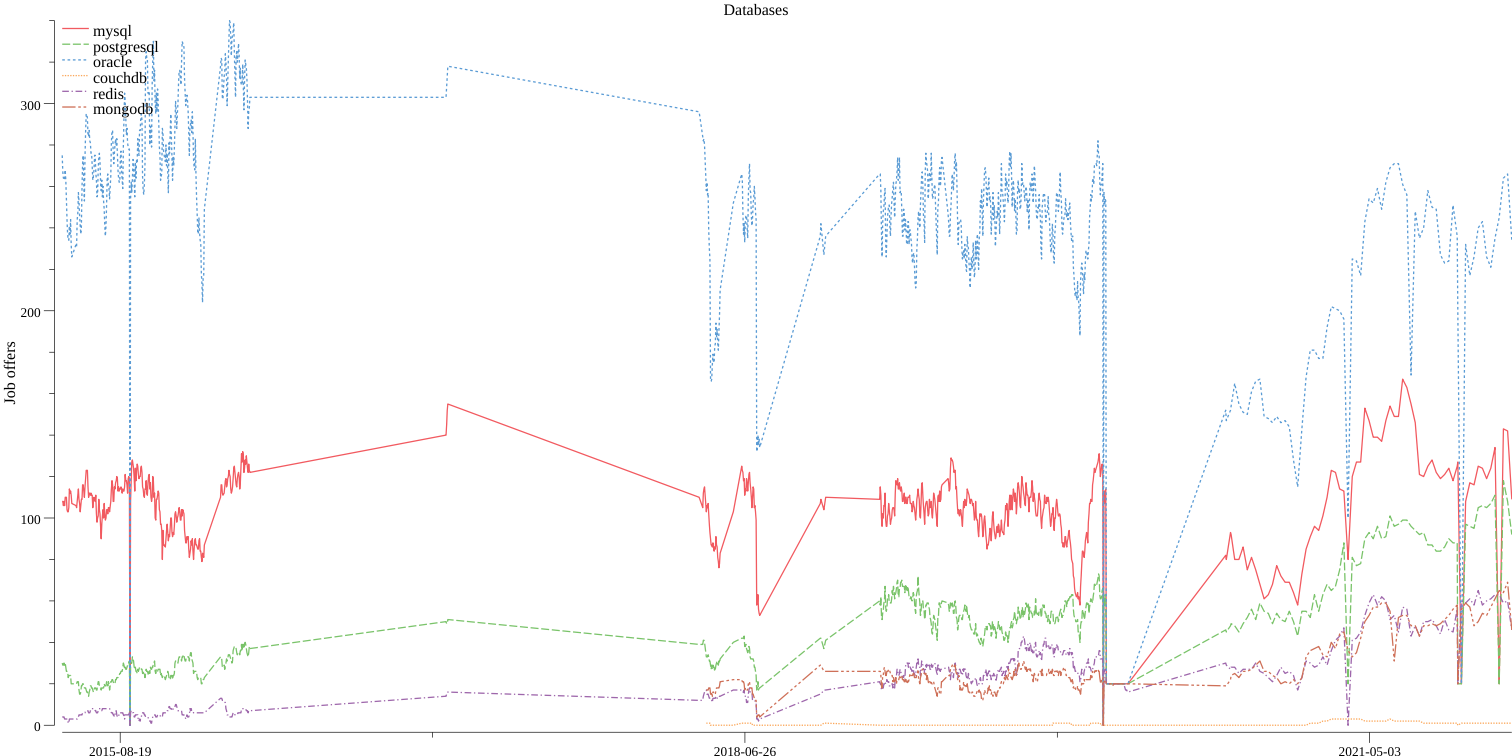 Databases
mysql
postgresql
oracle
couchdb
redis
mongodb
300
200
100
0
Job offers
2015-08-19
2018-06-26
2021-05-03